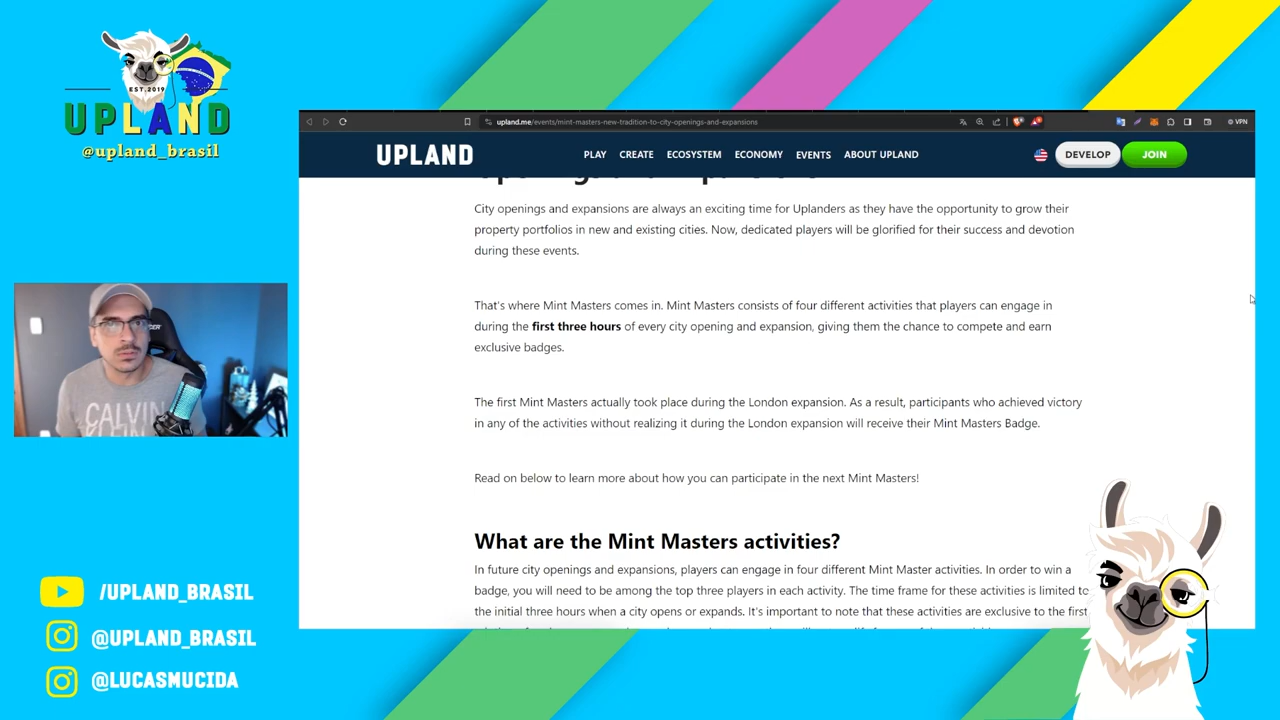 EST.2019
UPLAND
@upland_brasil
upland.me/events/mint-masters-new-tradition-to-city-openings-and-expansions
VPN
UPLAND
PLAY
CREATE
ECOSYSTEM
ECONOMY
EVENTS
ABOUT UPLAND
DEVELOP
JOIN
City openings and expansions are always an exciting time for Uplanders as they have the opportunity to grow their
property portfolios in new and existing cities. Now, dedicated players will be glorified for their success and devotion
during these events.
That's where Mint Masters comes in. Mint Masters consists of four different activities that players can engage in
during the first three hours of every city opening and expansion, giving them the chance to compete and earn
exclusive badges.
The first Mint Masters actually took place during the London expansion. As a result, participants who achieved victory
in any of the activities without realizing it during the London expansion will receive their Mint Masters Badge.
Read on below to learn more about how you can participate in the next Mint Masters!
What are the Mint Masters activities?
In future city openings and expansions, players can engage in four different Mint Master activities. In order to win a
badge, you will need to be among the top three players in each activity. The time frame for these activities is limited to
the initial three hours when a city opens or expands. It's important to note that these activities are exclusive to the first
CALVIN
/UPLAND_BRASIL
@UPLAND_BRASIL
@LUCASMUCIDA